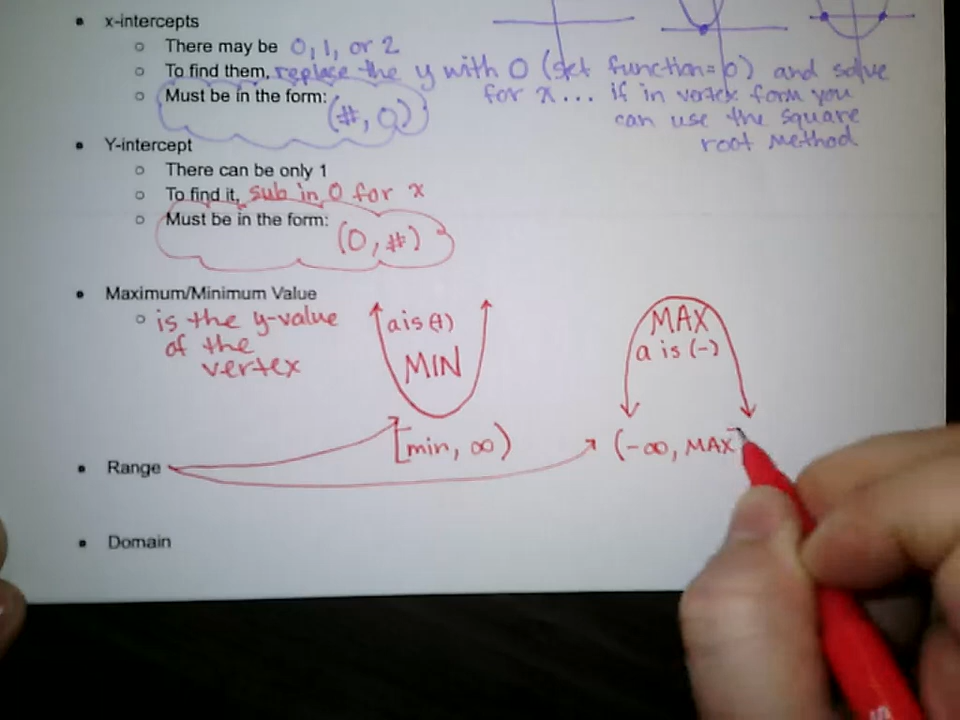 • x-intercepts
○ There may be 0, 1, or 2
○ To find them, replace the y with 0 (set function=0) and solve
for x... if in vertex form you
○ Must be in the form: (#, 0)
can use the square
root method
• Y-intercept
○ There can be only 1
○ To find it, sub in 0 for x
○ Must be in the form: (0, #)
• Maximum/Minimum Value
○ is the y-value
of the
vertex
a is (+)
MIN
MAX
a is (-)
[min, ∞)
(-∞, MAX]
• Range
• Domain